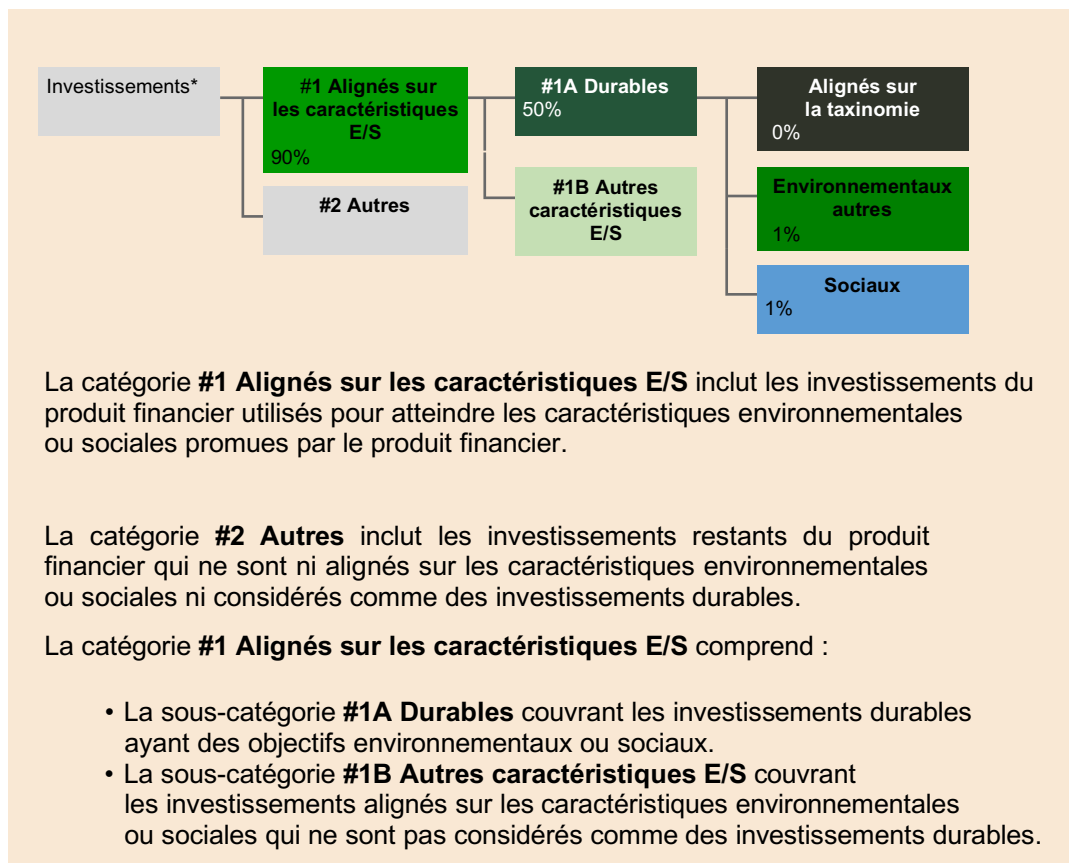 Investissements*
#1 Alignés sur
les caractéristiques
E/S
90%
#2 Autres
#1A Durables
50%
#1B Autres
caractéristiques
E/S
Alignés sur
la taxinomie
0%
Environnementaux
autres
1%
Sociaux
1%
La catégorie #1 Alignés sur les caractéristiques E/S inclut les investissements du
produit financier utilisés pour atteindre les caractéristiques environnementales
ou sociales promues par le produit financier.
La catégorie #2 Autres inclut les investissements restants du produit
financier qui ne sont ni alignés sur les caractéristiques environnementales
ou sociales ni considérés comme des investissements durables.
La catégorie #1 Alignés sur les caractéristiques E/S comprend :
• La sous-catégorie #1A Durables couvrant les investissements durables
ayant des objectifs environnementaux ou sociaux.
• La sous-catégorie #1B Autres caractéristiques E/S couvrant
les investissements alignés sur les caractéristiques environnementales
ou sociales qui ne sont pas considérés comme des investissements durables.